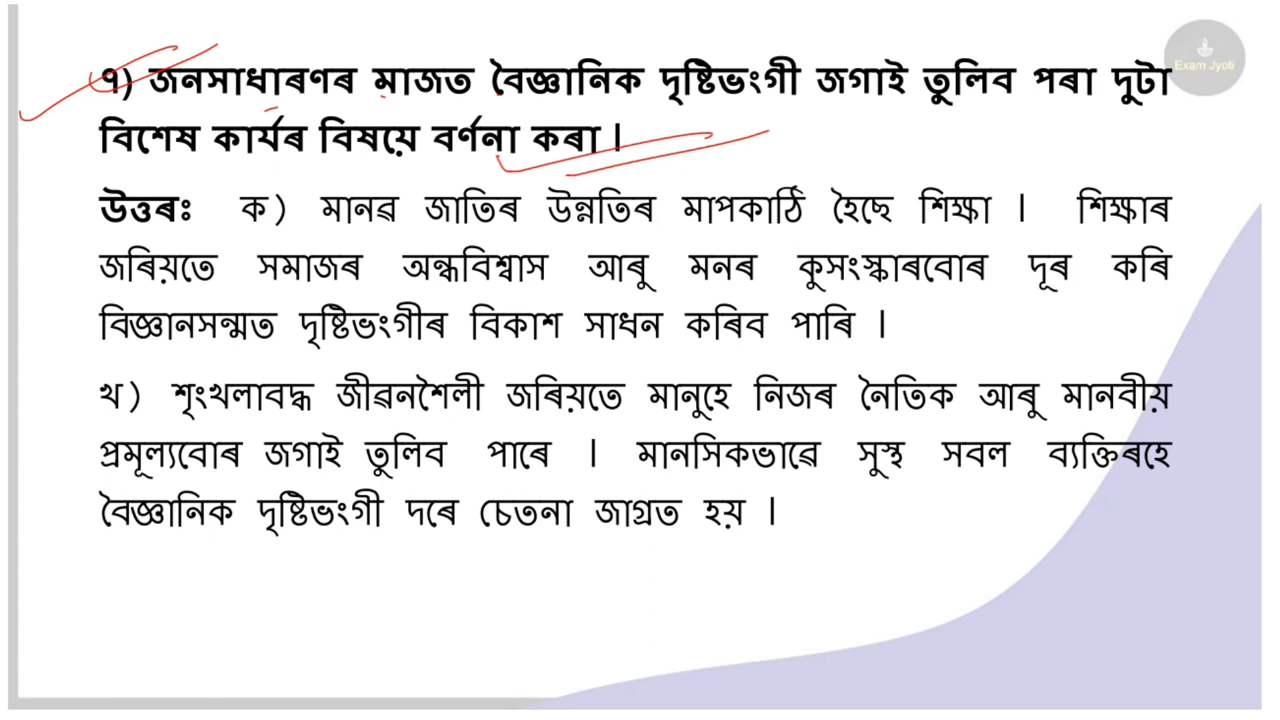 Exam Jyoti
৭) জনসাধাৰণৰ মাজত বৈজ্ঞানিক দৃষ্টিভংগী জগাই তুলিব পৰা দুটা
বিশেষ কাৰ্যৰ বিষয়ে বৰ্ণনা কৰা ।
উত্তৰঃ ক) মানৱ জাতিৰ উন্নতিৰ মাপকাঠি হৈছে শিক্ষা । শিক্ষাৰ
জৰিয়তে সমাজৰ অন্ধবিশ্বাস আৰু মনৰ কুসংস্কাৰবোৰ দূৰ কৰি
বিজ্ঞানসন্মত দৃষ্টিভংগীৰ বিকাশ সাধন কৰিব পাৰি ।
খ) শৃংখলাবদ্ধ জীৱনশৈলী জৰিয়তে মানুহে নিজৰ নৈতিক আৰু মানবীয়
প্ৰমূল্যবোৰ জগাই তুলিব পাৰে । মানসিকভাৱে সুস্থ সবল ব্যক্তিৰহে
বৈজ্ঞানিক দৃষ্টিভংগী দৰে চেতনা জাগ্ৰত হয় ।